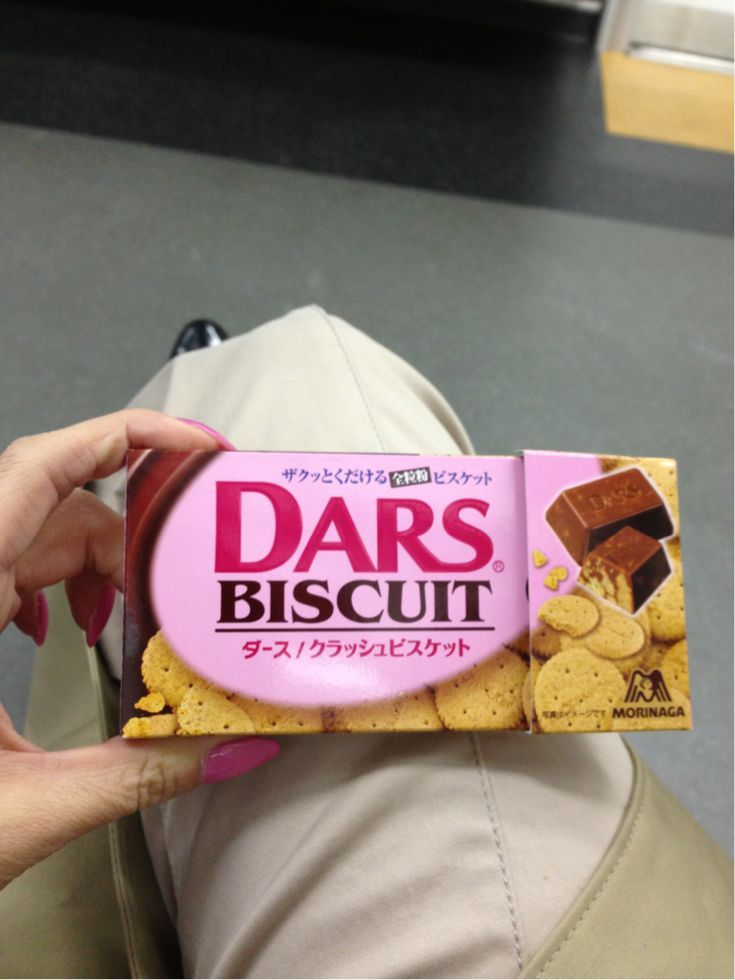 ザクッとくだける全粒粉ビスケット
DARS®
BISCUIT
ダース/クラッシュビスケット
DARS
写真はイメージです
MORINAGA